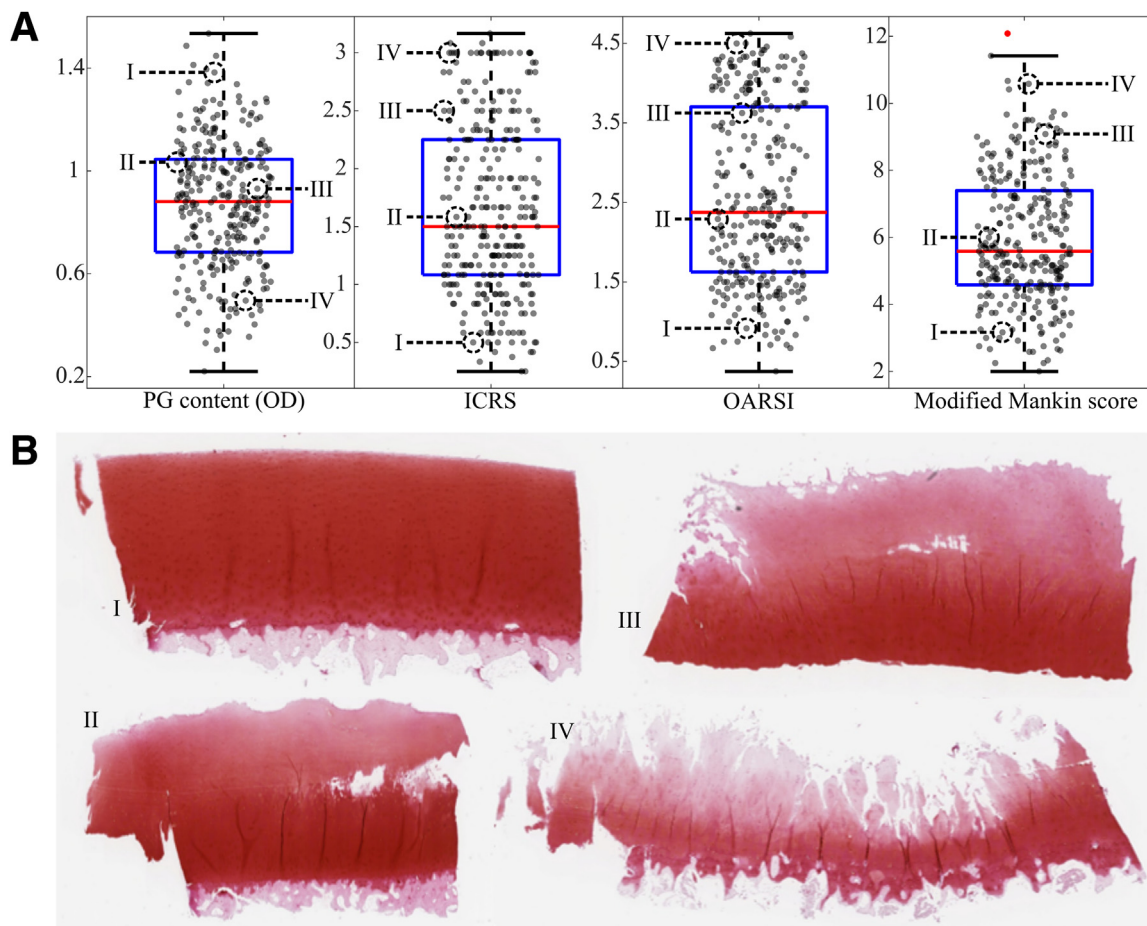 A
1.4
1
0.6
0.2
I
II
III
IV
PG content (OD)
3
2.5
2
1.5
1
0.5
IV
III
II
I
ICRS
4.5
3.5
2.5
1.5
0.5
IV
III
II
I
OARSI
12
10
8
6
4
2
IV
III
II
I
Modified Mankin score
B
I
III
II
IV